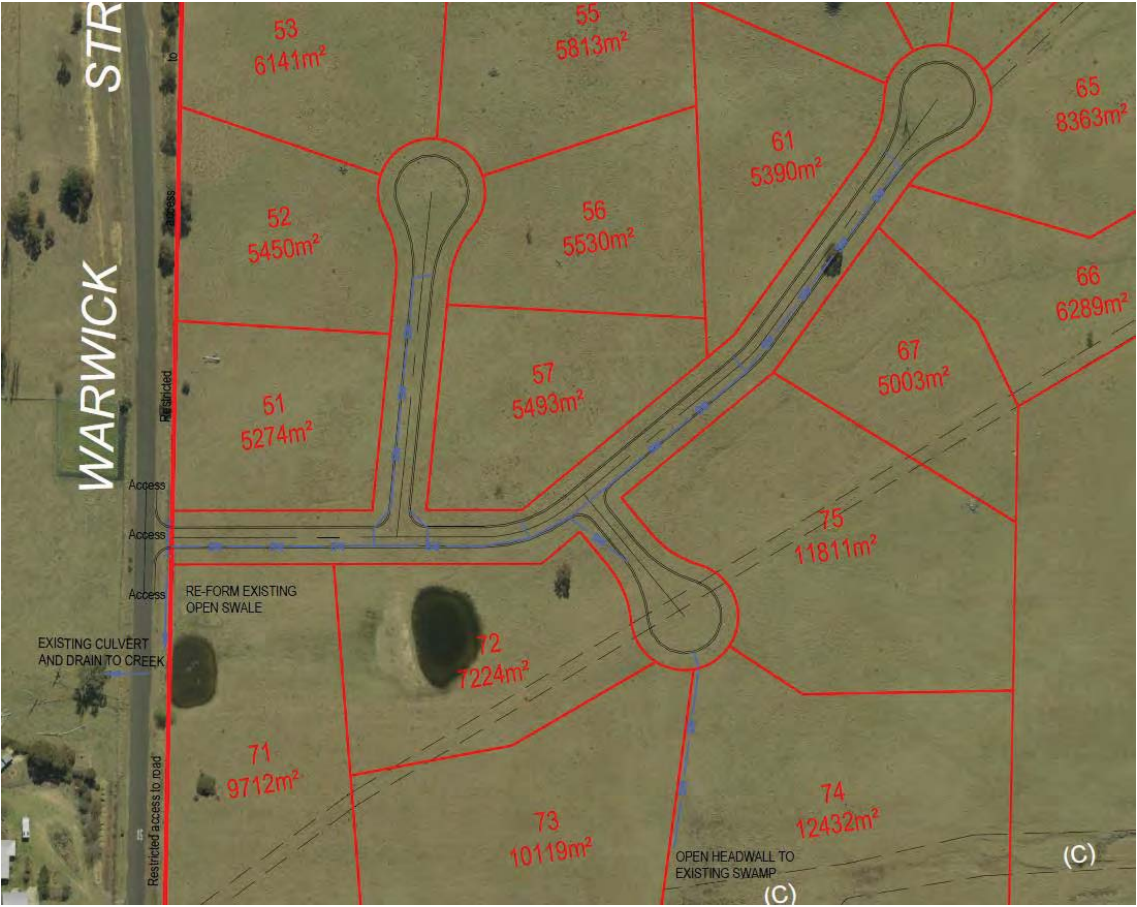 WARWICK STR
53
6141m²
55
5813m²
65
8363m²
61
5390m²
52
5450m²
56
5530m²
66
6289m²
67
5003m²
57
5493m²
51
5274m²
to
access
Restricted
Access
Access
Access
75
11811m²
RE-FORM EXISTING
OPEN SWALE
EXISTING CULVERT
AND DRAIN TO CREEK
72
7224m²
71
9712m²
Restricted access to road
73
10119m²
74
12432m²
OPEN HEADWALL TO
EXISTING SWAMP
(C)
(C)